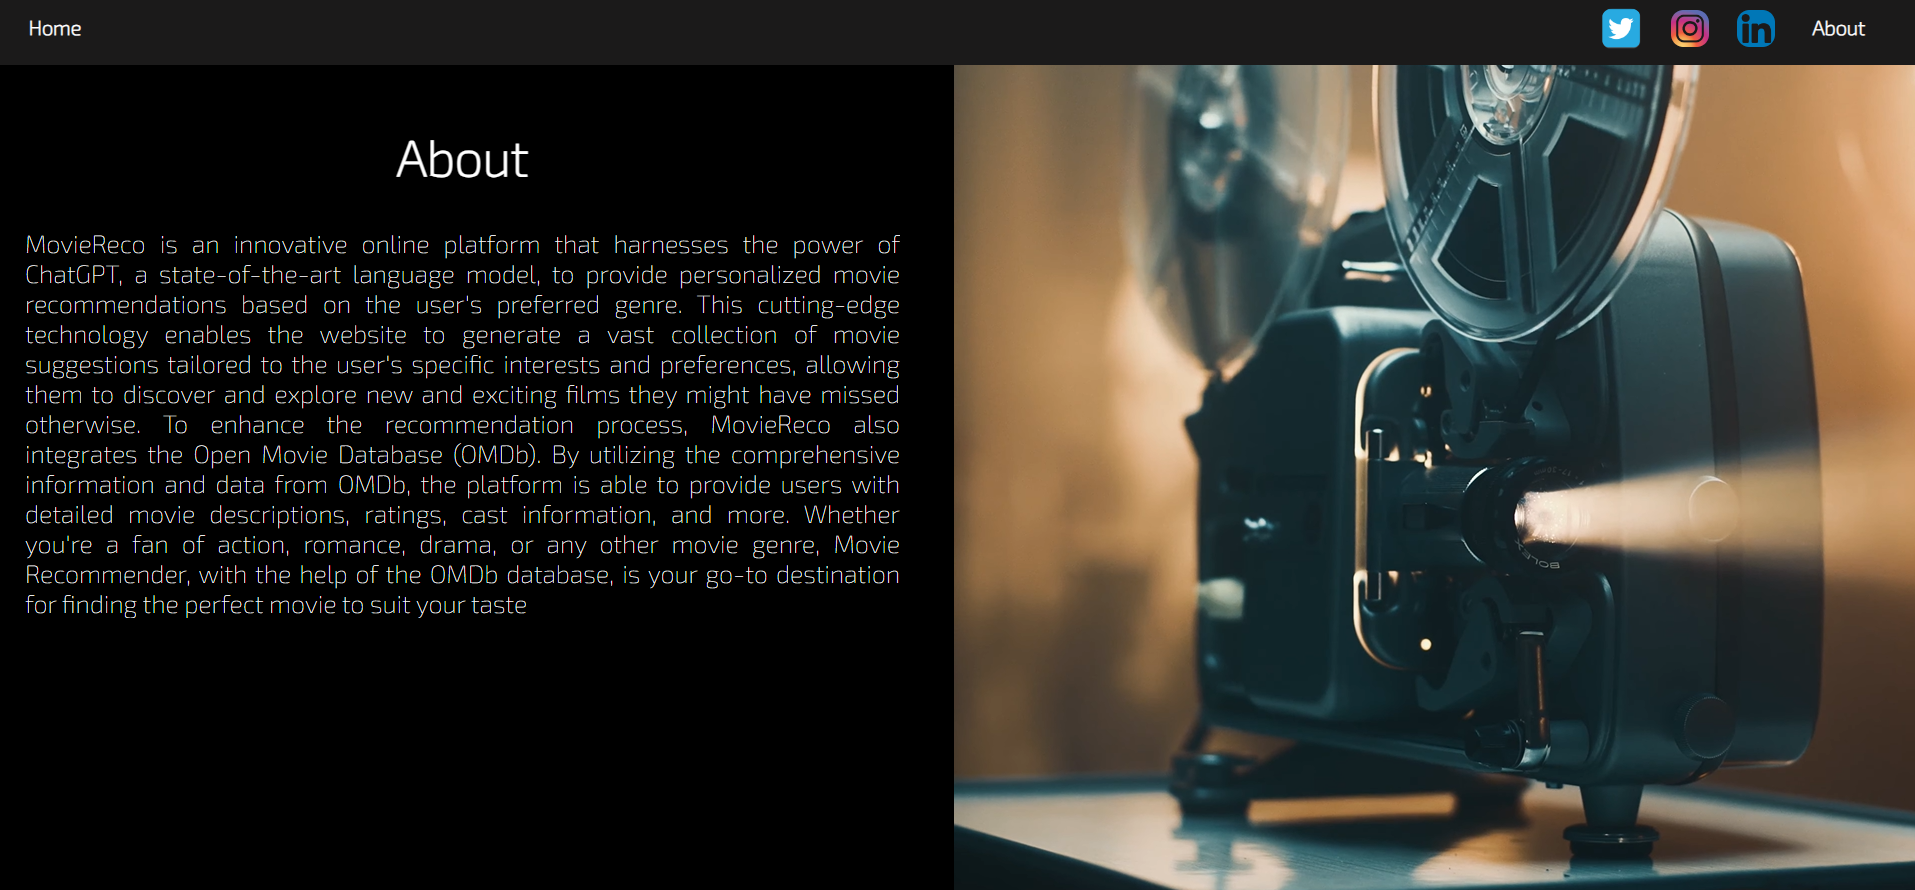 Home
in
About
About
MovieReco is an innovative online platform that harnesses the power of
ChatGPT, a state-of-the-art language model, to provide personalized movie
recommendations based on the user's preferred genre. This cutting-edge
technology enables the website to generate a vast collection of movie
suggestions tailored to the user's specific interests and preferences, allowing
them to discover and explore new and exciting films they might have missed
otherwise. To enhance the recommendation process, MovieReco also
integrates the Open Movie Database (OMDb). By utilizing the comprehensive
information and data from OMDb, the platform is able to provide users with
detailed movie descriptions, ratings, cast information, and more. Whether
you're a fan of action, romance, drama, or any other movie genre, Movie
Recommender, with the help of the OMDb database, is your go-to destination
for finding the perfect movie to suit your taste